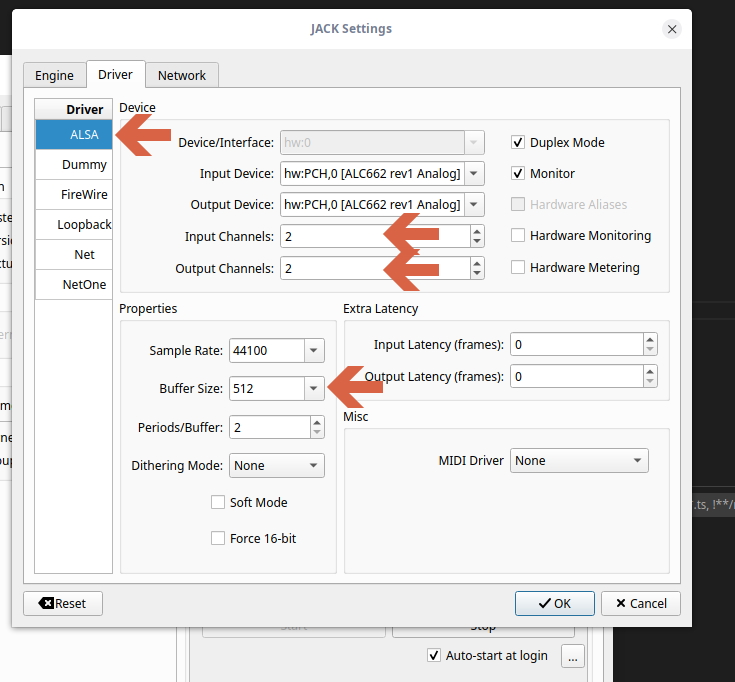 JACK Settings
Engine
Driver
Network
Driver
ALSA
Dummy
FireWire
Loopback
Net
NetOne
Device
Device/Interface: hw:0
Input Device: hw:PCH,0 [ALC662 rev1 Analog]
Output Device: hw:PCH,0 [ALC662 rev1 Analog]
Input Channels: 2
Output Channels: 2
Duplex Mode
Monitor
Hardware Aliases
Hardware Monitoring
Hardware Metering
Properties
Sample Rate: 44100
Buffer Size: 512
Periods/Buffer: 2
Dithering Mode: None
Soft Mode
Force 16-bit
Extra Latency
Input Latency (frames): 0
Output Latency (frames): 0
Misc
MIDI Driver None
Reset
OK
Cancel
Auto-start at login
...